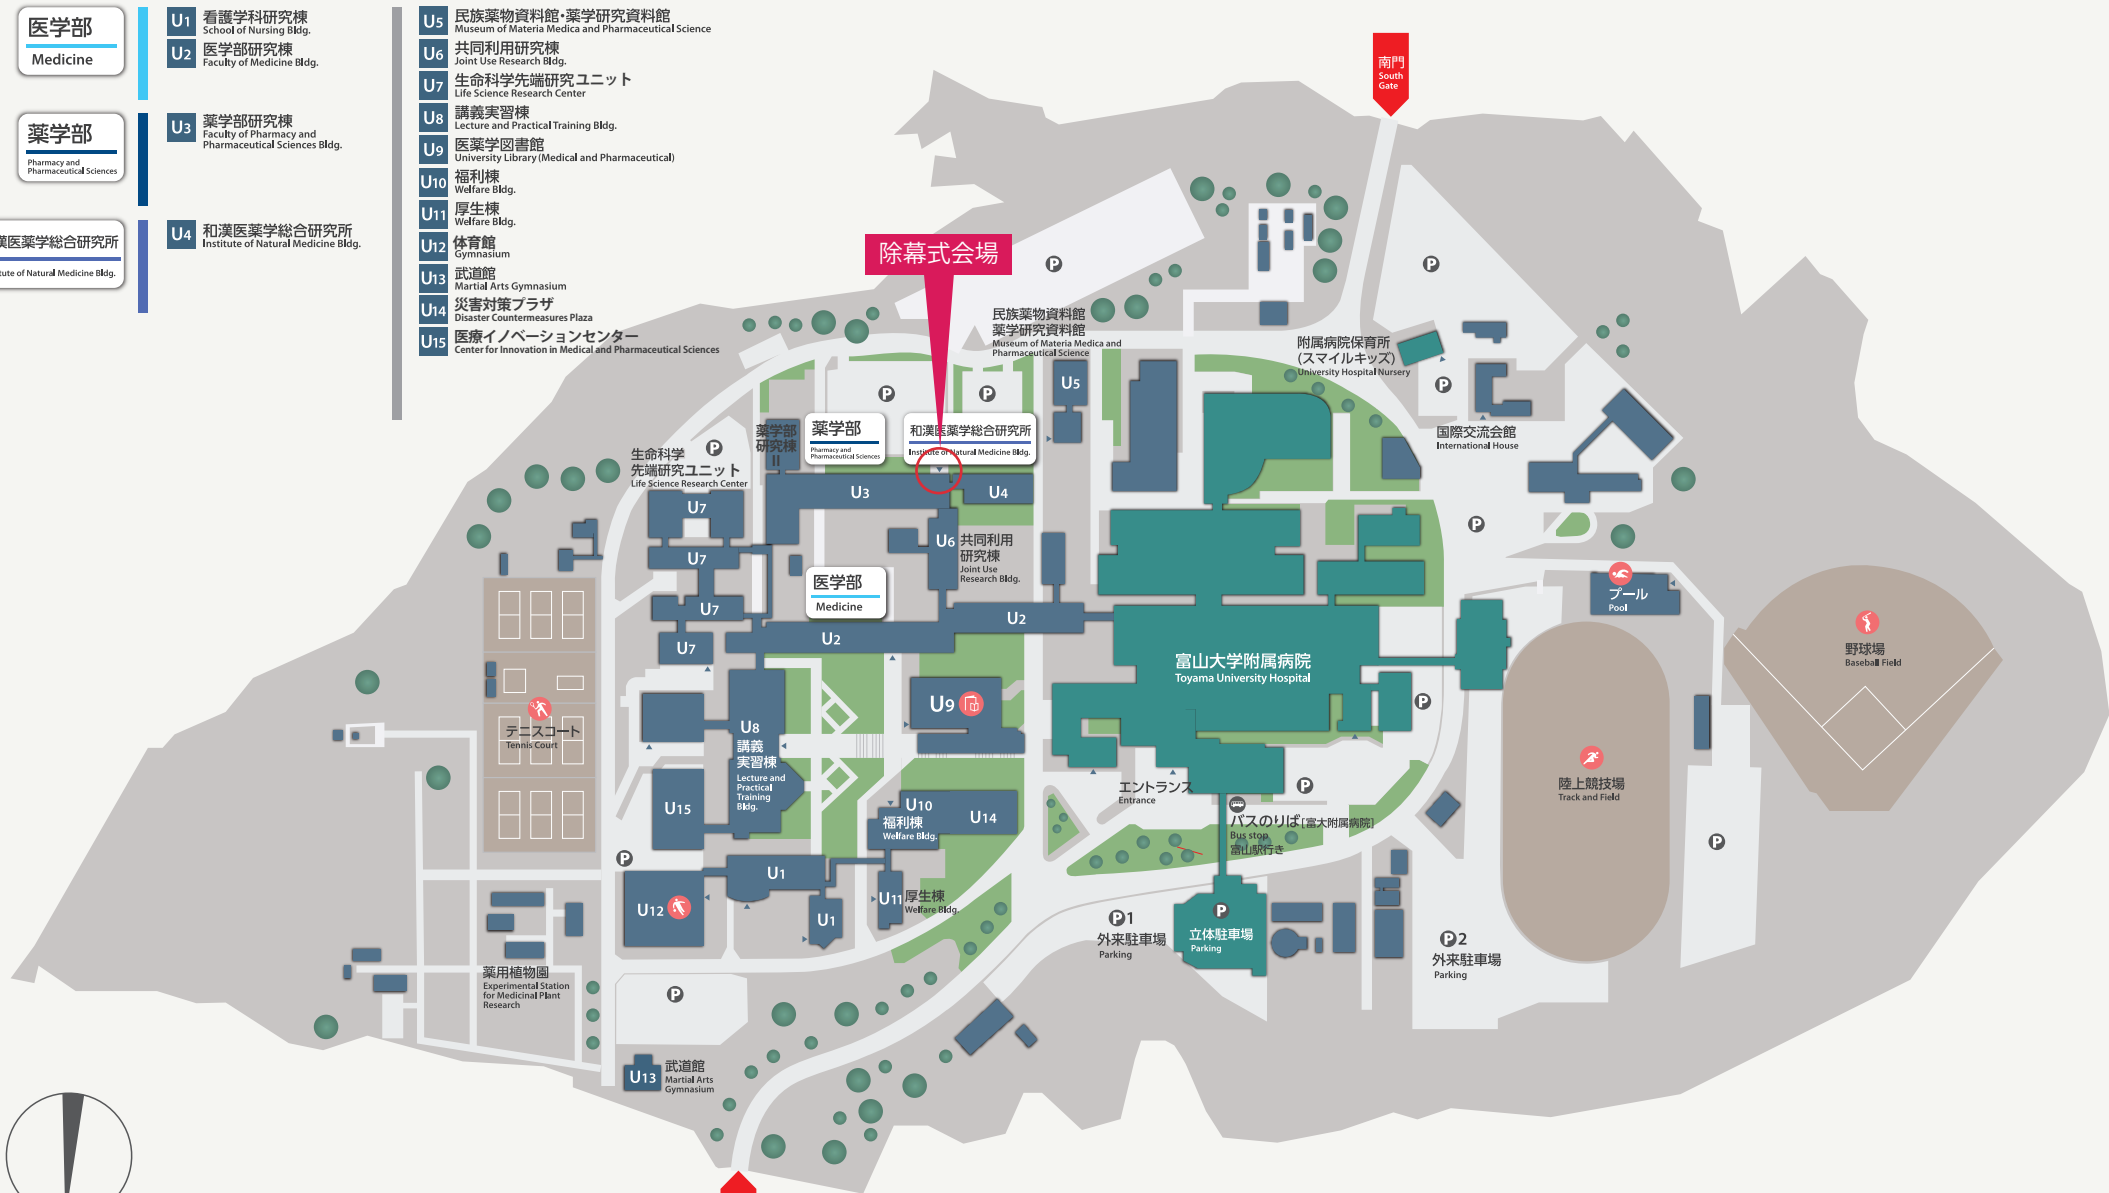 医学部
Medicine
U1 看護学科研究棟
School of Nursing Bldg.
U2 医学部研究棟
Faculty of Medicine Bldg.
薬学部
Pharmacy and
Pharmaceutical Sciences
U3 薬学部研究棟
Faculty of Pharmacy and
Pharmaceutical Sciences Bldg.
漢医薬学総合研究所
tute of Natural Medicine Bldg.
U4 和漢医薬学総合研究所
Institute of Natural Medicine Bldg.
U5 民族薬物資料館・薬学研究資料館
Museum of Materia Medica and Pharmaceutical Science
U6 共同利用研究棟
Joint Use Research Bldg.
U7 生命科学先端研究ユニット
Life Science Research Center
U8 講義実習棟
Lecture and Practical Training Bldg.
U9 医薬学図書館
University Library (Medical and Pharmaceutical)
U10 福利棟
Welfare Bldg.
U11 厚生棟
Welfare Bldg.
U12 体育館
Gymnasium
U13 武道館
Martial Arts Gymnasium
U14 災害対策プラザ
Disaster Countermeasures Plaza
U15 医療イノベーションセンター
Center for Innovation in Medical and Pharmaceutical Sciences
南門
South
Gate
除幕式会場
P
P
民族薬物資料館
薬学研究資料館
Museum of Materia Medica and
Pharmaceutical Science
U5
附属病院保育所
(スマイルキッズ)
University Hospital Nursery
P
P
P
国際交流会館
International House
薬学部
研究棟
II
薬学部
Pharmacy and
Pharmaceutical Sciences
和漢医薬学総合研究所
Institute of Natural Medicine Bldg.
P
生命科学
先端研究ユニット
Life Science Research Center
U7
U7
U7
U7
U3
U4
U6
共同利用
研究棟
Joint Use
Research Bldg.
P
医学部
Medicine
U2
U2
プール
Pool
野球場
Baseball Field
富山大学附属病院
Toyama University Hospital
P
U9
テニスコート
Tennis Court
U8
講義
実習棟
Lecture and
Practical
Training
Bldg.
陸上競技場
Track and Field
エントランス
Entrance
P
U15
U10
福利棟
Welfare Bldg.
U14
バスのりば[富大附属病院]
Bus stop
富山駅行き
P
P
U1
U12
U1
U11
厚生棟
Welfare Bldg.
P1
外来駐車場
Parking
P
立体駐車場
Parking
P2
外来駐車場
Parking
薬用植物園
Experimental Station
for Medicinal Plant
Research
P
U13
武道館
Martial Arts
Gymnasium